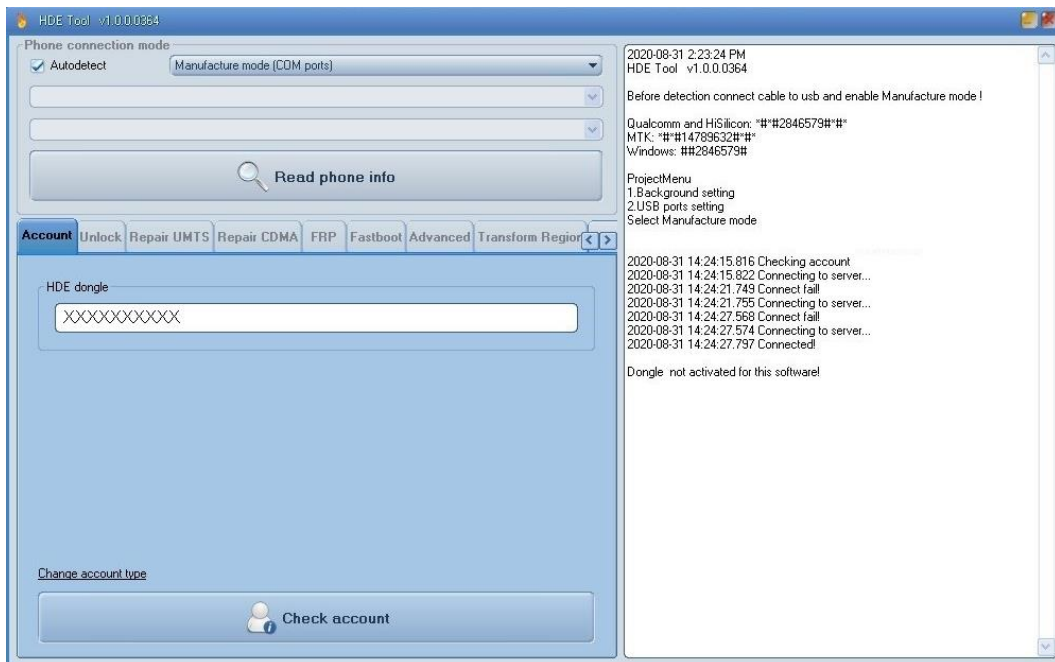 HDE Tool v1.0.0.0364
Phone connection mode
Autodetect
Manufacture mode (COM ports)
Read phone info
Account
Unlock
Repair UMTS
Repair CDMA
FRP
Fastboot
Advanced
Transform Region
HDE dongle
XXXXXXXXXX
Change account type
Check account
2020-08-31 2:23:24 PM
HDE Tool v1.0.0.0364
Before detection connect cable to usb and enable Manufacture mode !
Qualcomm and HiSilicon: *#*#2846579#*#*
MTK: *#*#14789632#*#*
Windows: ##2846579#
ProjectMenu
1.Background setting
2.USB ports setting
Select Manufacture mode
2020-08-31 14:24:15.816 Checking account
2020-08-31 14:24:15.822 Connecting to server...
2020-08-31 14:24:21.749 Connect fail!
2020-08-31 14:24:21.755 Connecting to server...
2020-08-31 14:24:27.568 Connect fail!
2020-08-31 14:24:27.574 Connecting to server...
2020-08-31 14:24:27.797 Connected!
Dongle not activated for this software!